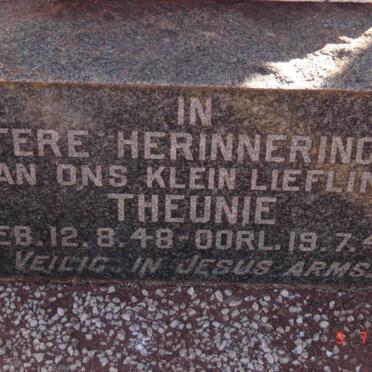 IN
TERE HERINNERING
AN ONS KLEIN LIEFLIN
THEUNIE
EB. 12.8.48-OORL. 19.7.4
VEILIG IN JESUS ARMS